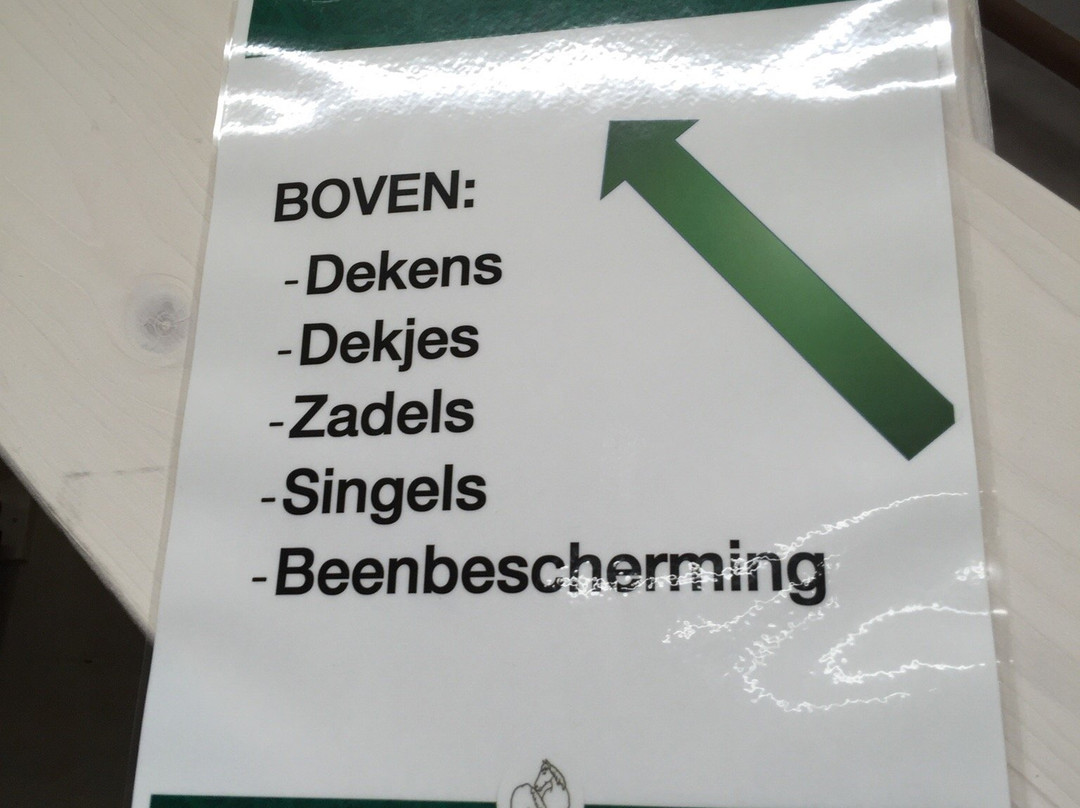 BOVEN:
-Dekens
-Dekjes
-Zadels
-Singels
-Beenbescherming